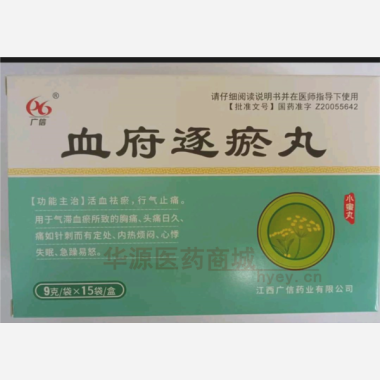 广信
请仔细阅读说明书并在医师指导下使用
【批准文号】国药准字 Z20055642
血府逐瘀丸
【功能主治】活血祛瘀，行气止痛。
用于气滞血瘀所致的胸痛、头痛日久、
痛如针刺而有定处、内热烦闷、心悸
失眠、急躁易怒。
小蜜丸
华源医药商城
hyey.cn
9克/袋×15袋/盒
江西广信药业有限公司